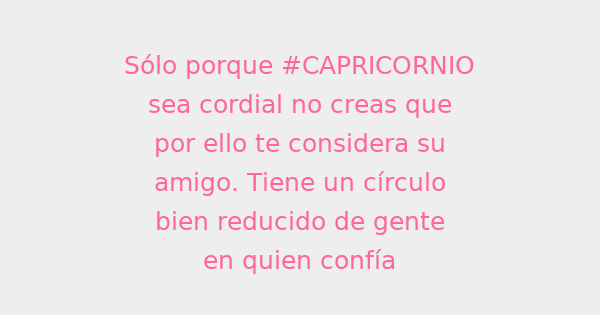 Sólo porque #CAPRICORNIO
sea cordial no creas que
por ello te considera su
amigo. Tiene un círculo
bien reducido de gente
en quien confía